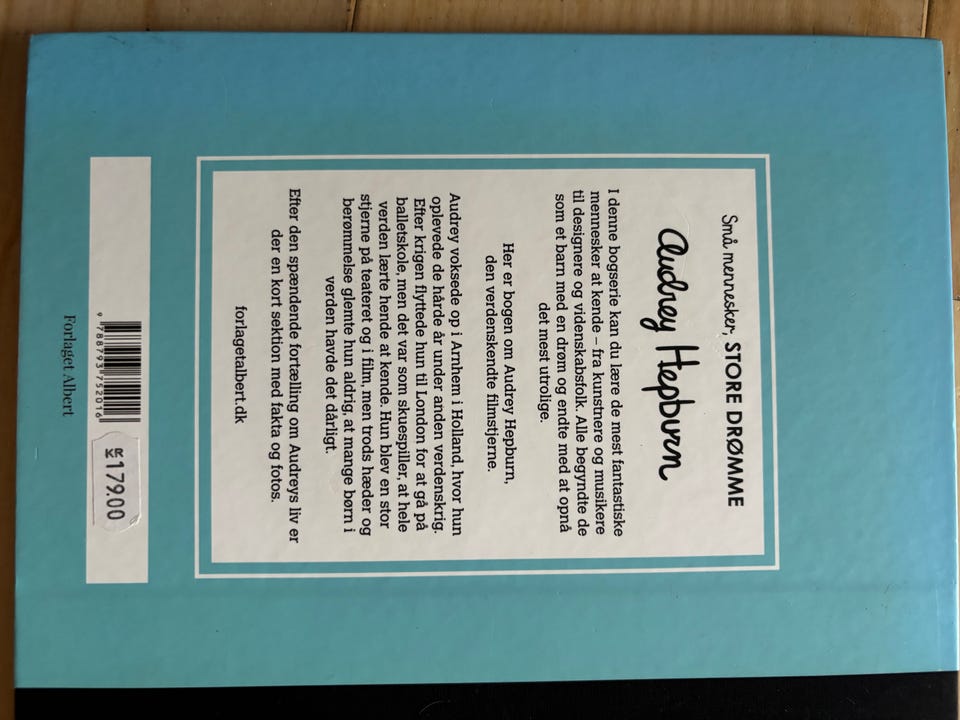 Små mennesker, STORE DRØMME
Audrey Hepburn
I denne bogserie kan du lære de mest fantastiske
mennesker at kende – fra kunstnere og musikere
til designere og videnskabsfolk. Alle begyndte de
som et barn med en drøm og endte med at opnå
det mest utrolige.
Her er bogen om Audrey Hepburn,
den verdenskendte filmstjerne.
Audrey voksede op i Arnhem i Holland, hvor hun
oplevede de hårde år under anden verdenskrig.
Efter krigen flyttede hun til London for at gå på
balletskole, men det var som skuespiller, at hele
verden lærte hende at kende. Hun blev en stor
stjerne på teateret og i film, men trods hæder og
berømmelse glemte hun aldrig, at mange børn i
verden havde det dårligt.
Efter den spændende fortælling om Audreys liv er
der en kort sektion med fakta og fotos.
forlagetalbert.dk
9 788793 752016
KR 179.00
Forlaget Albert